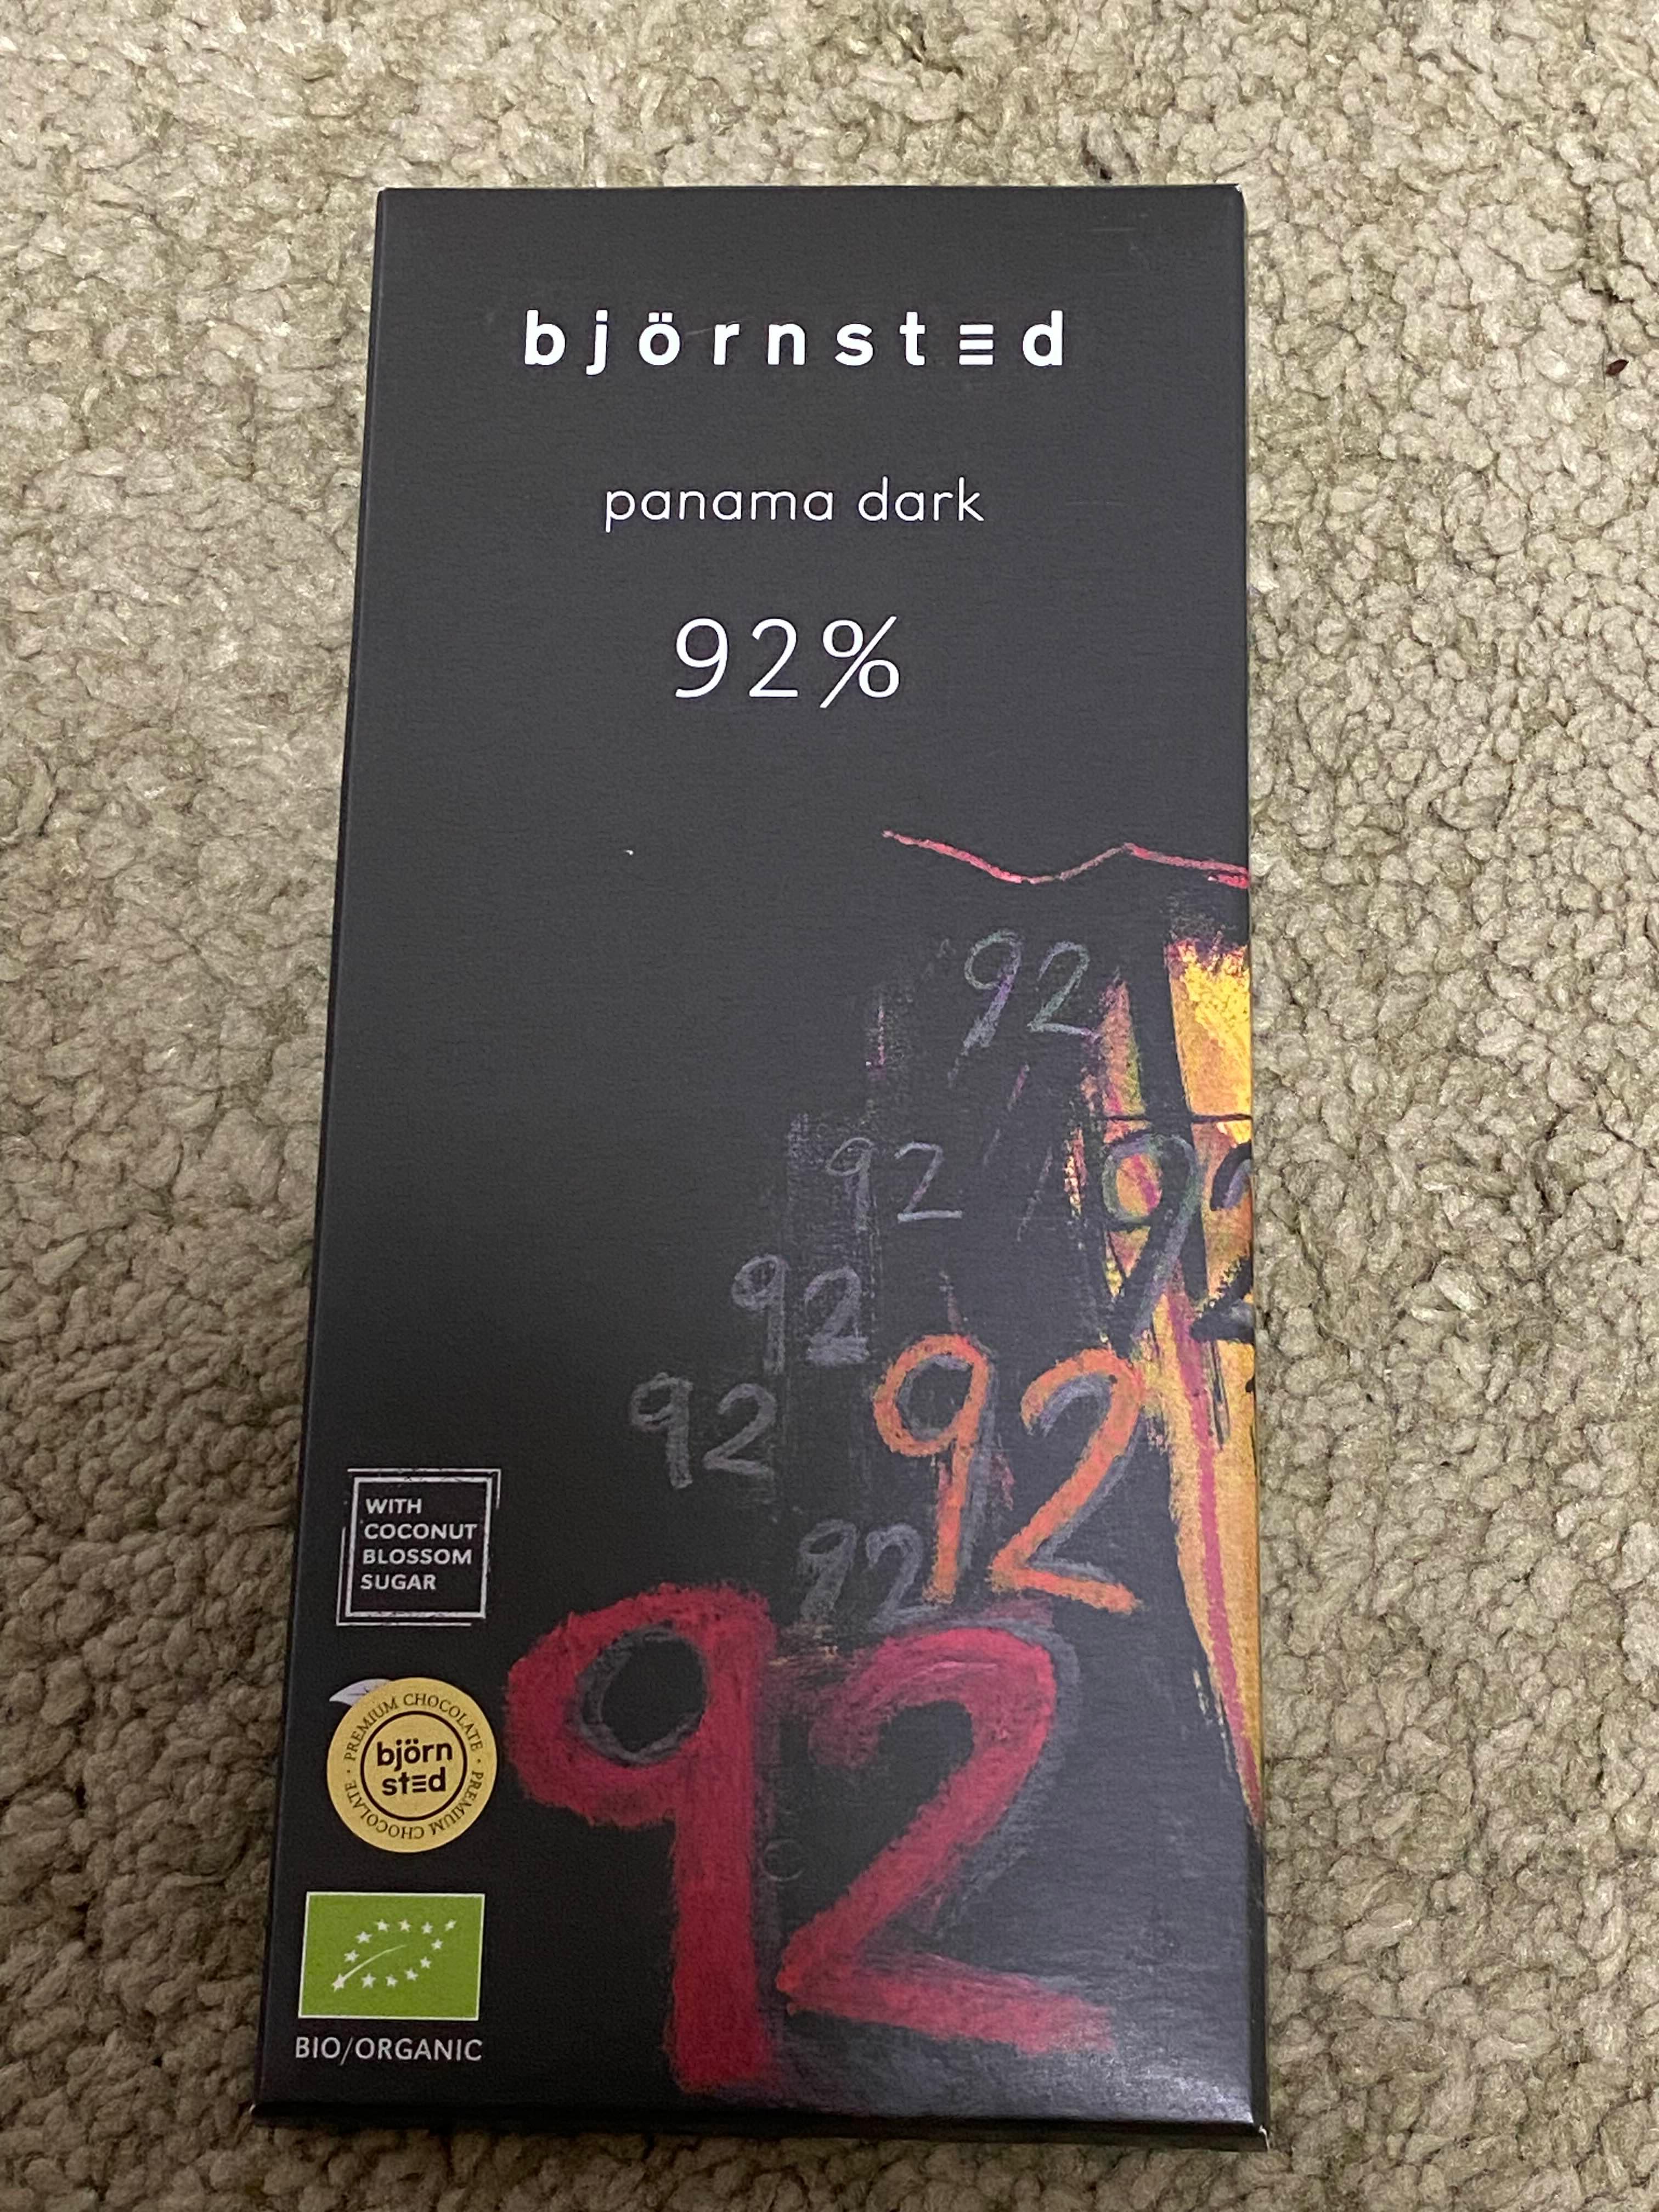 björnsted
panama dark
92%
92
92
92
92
92
92
92
92
WITH
COCONUT
BLOSSOM
SUGAR
PREMIUM CHOCOLATE · PREMIUM CHOCOLATE ·
björn
sted
BIO/ORGANIC